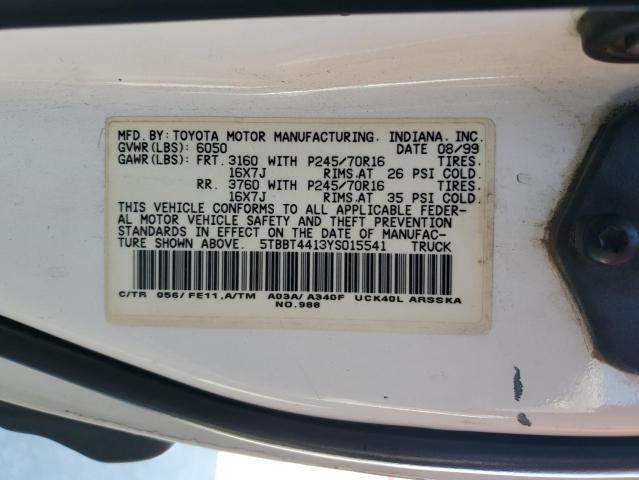 MFD. BY: TOYOTA MOTOR MANUFACTURING. INDIANA, INC.
GVWR(LBS): 6050 DATE 08/99
GAWR(LBS): FRT. 3160 WITH P245/70R16 TIRES.
16X7J RIMS.AT 26 PSI COLD.
RR. 3760 WITH P245/70R16 TIRES.
16X7J RIMS.AT 35 PSI COLD.
THIS VEHICLE CONFORMS TO ALL APPLICABLE FEDER-
AL MOTOR VEHICLE SAFETY AND THEFT PREVENTION
STANDARDS IN EFFECT ON THE DATE OF MANUFAC-
TURE SHOWN ABOVE. 5TBBT4413YS015541 TRUCK
C/TR 056/FE11,A/TM A03A/A340F UCK40L ARSSKA
NO.988